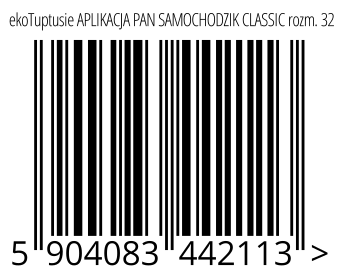 ekoTuptusie APLIKACJA PAN SAMOCHODZIK CLASSIC rozm. 32
5 904083 442113 >